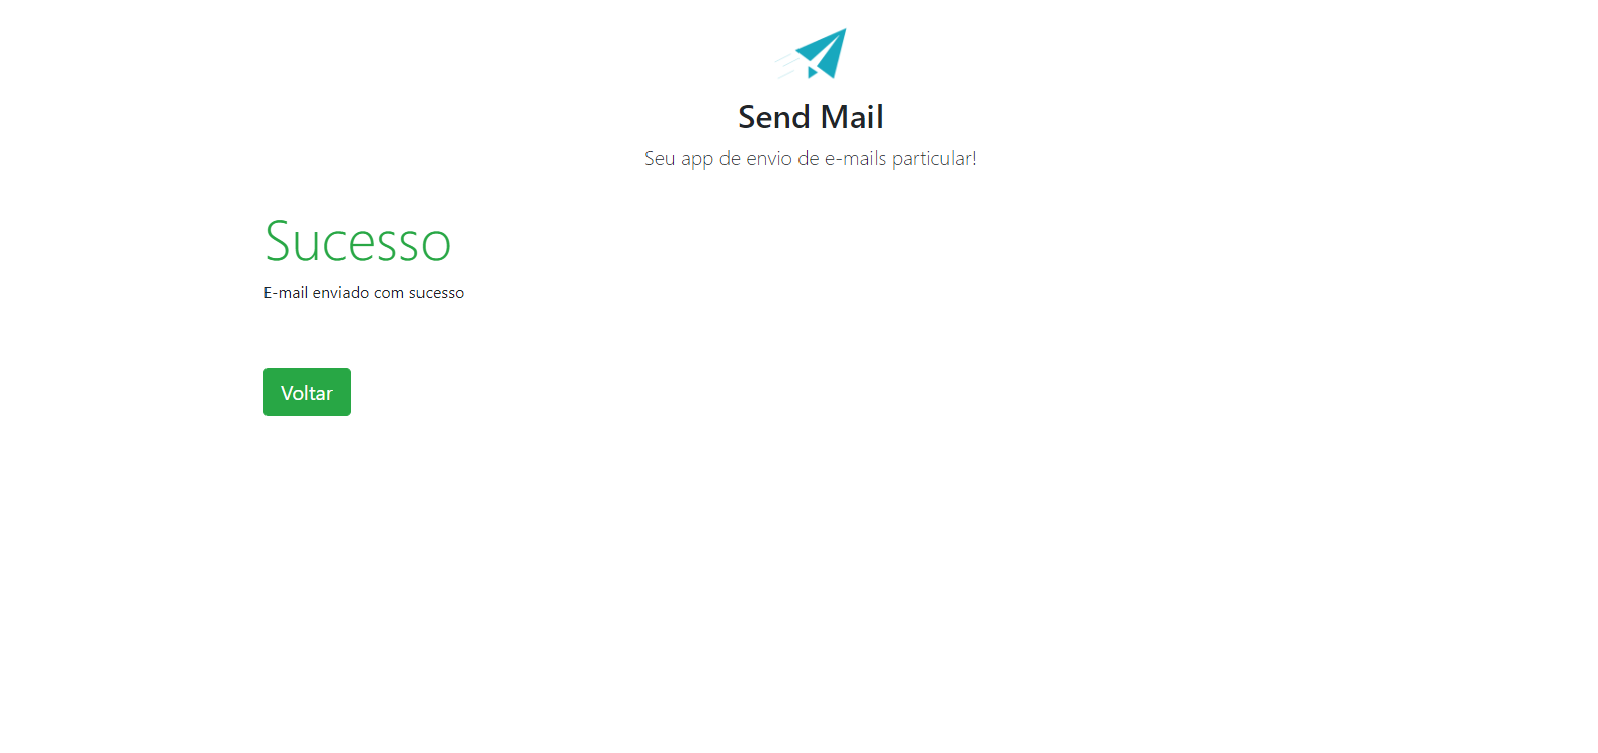 Send Mail
Seu app de envio de e-mails particular!
Sucesso
E-mail enviado com sucesso
Voltar